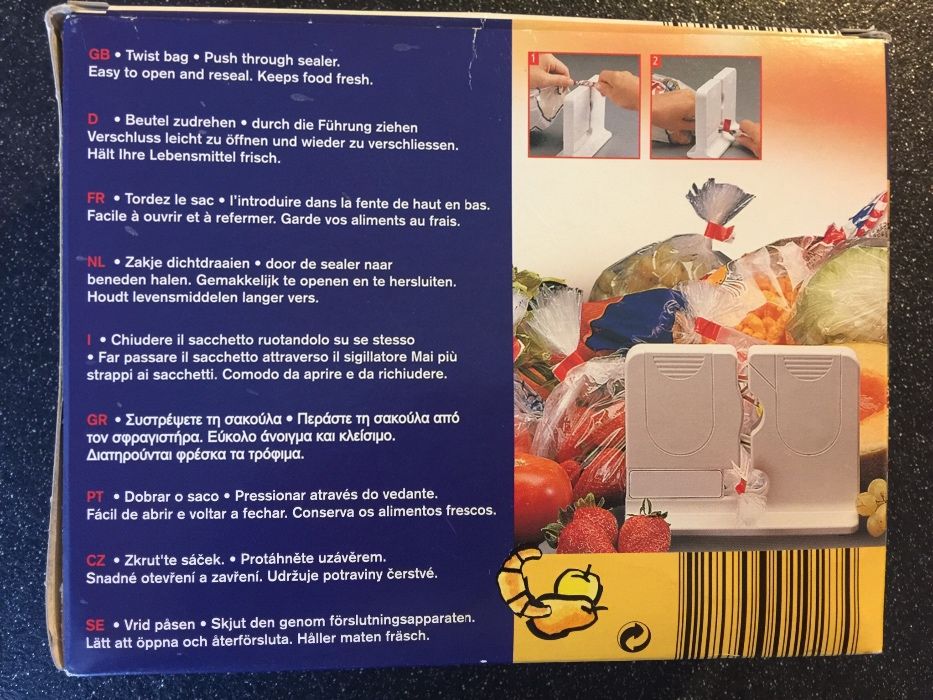 GB • Twist bag • Push through sealer.
Easy to open and reseal. Keeps food fresh.
D • Beutel zudrehen • durch die Führung ziehen
Verschluss leicht zu öffnen und wieder zu verschliessen.
Hält Ihre Lebensmittel frisch.
FR • Tordez le sac • l'introduire dans la fente de haut en bas.
Facile à ouvrir et à refermer. Garde vos aliments au frais.
NL • Zakje dichtdraaien • door de sealer naar
beneden halen. Gemakkelijk te openen en te hersluiten.
Houdt levensmiddelen langer vers.
I • Chiudere il sacchetto ruotandolo su se stesso
• Far passare il sacchetto attraverso il sigillatore Mai più
strappi ai sacchetti. Comodo da aprire e da richiudere.
GR • Συστρέψετε τη σακούλα • Περάστε τη σακούλα από
τον σφραγιστήρα. Εύκολο άνοιγμα και κλείσιμο.
Διατηρούνται φρέσκα τα τρόφιμα.
PT • Dobrar o saco • Pressionar através do vedante.
Fácil de abrir e voltar a fechar. Conserva os alimentos frescos.
CZ • Zkrut'te sáček. • Protáhněte uzávěrem.
Snadné otevření a zavření. Udržuje potraviny čerstvé.
SE • Vrid påsen • Skjut den genom förslutningsapparaten.
Lätt att öppna och återförsluta. Håller maten fräsch.
1
2